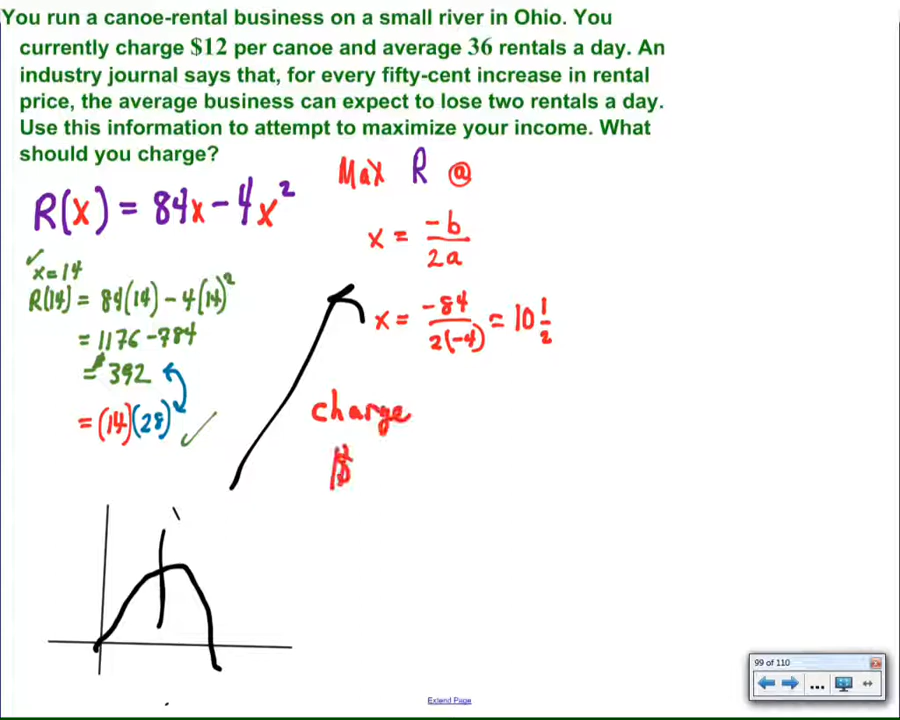 You run a canoe-rental business on a small river in Ohio. You
currently charge $12 per canoe and average 36 rentals a day. An
industry journal says that, for every fifty-cent increase in rental
price, the average business can expect to lose two rentals a day.
Use this information to attempt to maximize your income. What
should you charge?
Max R @
R(x) = 84x - 4x²
x = -b/2a
✓ x = 14
R(14) = 84(14) - 4(14)²
= 1176 - 784
= $392
= (14)(28) ✓
x = -84/2(-4) = 10 1/2
charge
99 of 110
...
Extend Page